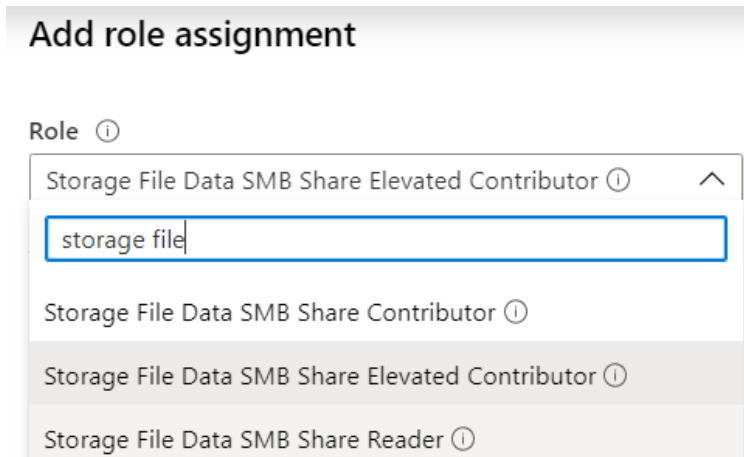 Add role assignment
Role
Storage File Data SMB Share Elevated Contributor
storage file
Storage File Data SMB Share Contributor
Storage File Data SMB Share Elevated Contributor
Storage File Data SMB Share Reader